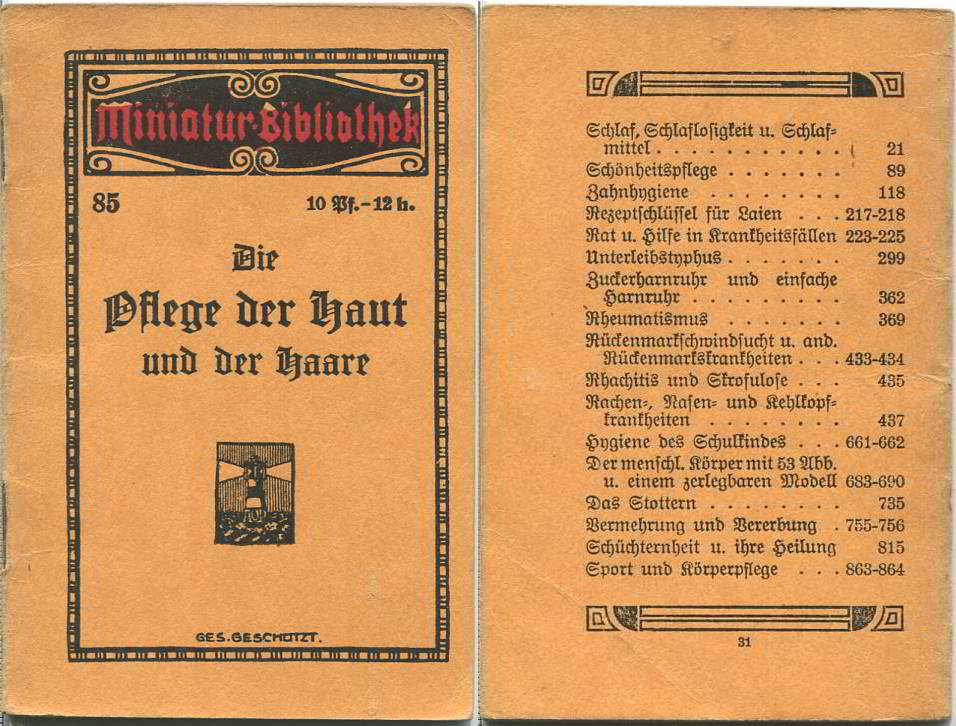 Miniatur-Bibliothek
85 10 Pf.-12 h.
Die
Pflege der Haut
und der Haare
GES.GESCHÜTZT.
Schlaf, Schlaflosigkeit u. Schlaf=
mittel . . . . . . . . . . . 21
Schönheitspflege . . . . . . . 89
Zahnhygiene . . . . . . . . 118
Rezeptschlüssel für Laien . . . 217-218
Rat u. Hilfe in Krankheitsfällen 223-225
Unterleibstyphus . . . . . . . 299
Zuckerharnruhr und einfache
Harnruhr . . . . . . . . . 362
Rheumatismus . . . . . . . 369
Rückenmarkschwindsucht u. and.
Rückenmarkskrankheiten . . . 433-434
Rhachitis und Skrofulose . . . 435
Rachen=, Nasen= und Kehlkopf=
krankheiten . . . . . . . . 437
Hygiene des Schulkindes . . . 661-662
Der menschl. Körper mit 53 Abb.
u. einem zerlegbaren Modell 683-690
Das Stottern . . . . . . . . 735
Vermehrung und Vererbung . 755-756
Schüchternheit u. ihre Heilung 815
Sport und Körperpflege . . . 863-864
31